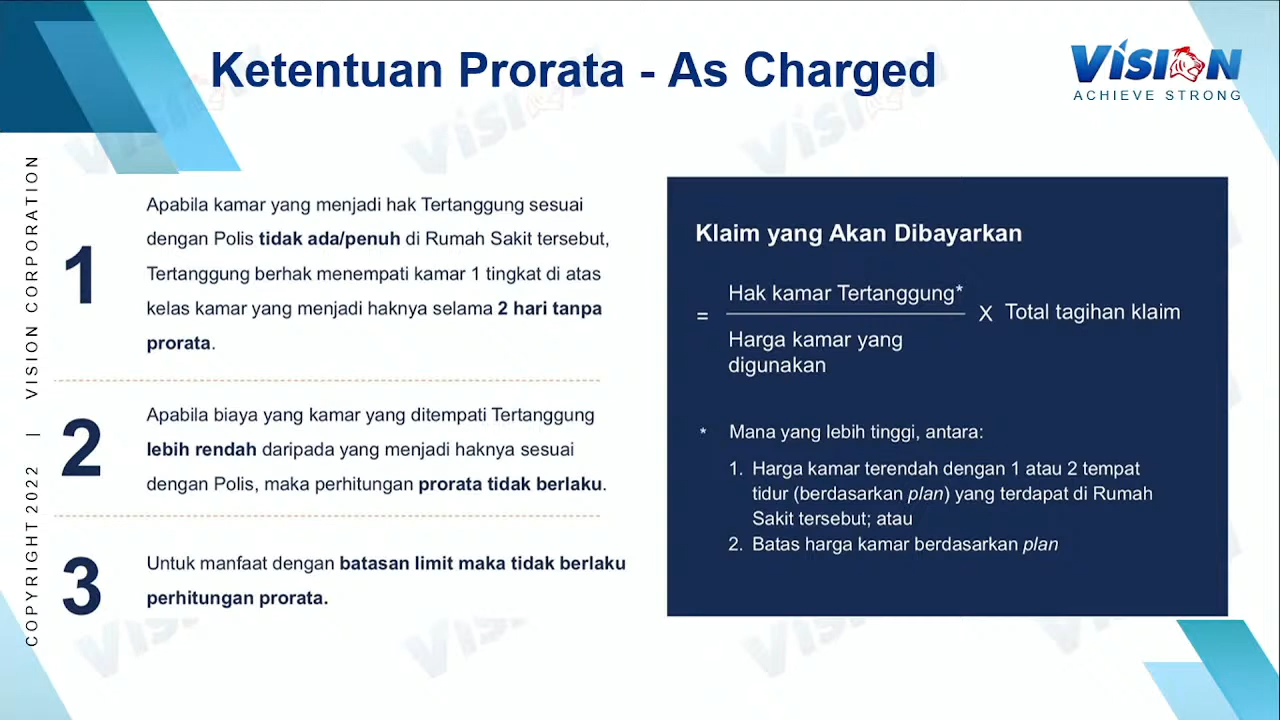 Ketentuan Prorata - As Charged
VISION
ACHIEVE STRONG
COPYRIGHT 2022 | VISION CORPORATION
1
Apabila kamar yang menjadi hak Tertanggung sesuai
dengan Polis tidak ada/penuh di Rumah Sakit tersebut,
Tertanggung berhak menempati kamar 1 tingkat di atas
kelas kamar yang menjadi haknya selama 2 hari tanpa
prorata.
2
Apabila biaya yang kamar yang ditempati Tertanggung
lebih rendah daripada yang menjadi haknya sesuai
dengan Polis, maka perhitungan prorata tidak berlaku.
3
Untuk manfaat dengan batasan limit maka tidak berlaku
perhitungan prorata.
Klaim yang Akan Dibayarkan
Hak kamar Tertanggung*
= X Total tagihan klaim
Harga kamar yang
digunakan
* Mana yang lebih tinggi, antara:
1. Harga kamar terendah dengan 1 atau 2 tempat
tidur (berdasarkan plan) yang terdapat di Rumah
Sakit tersebut; atau
2. Batas harga kamar berdasarkan plan